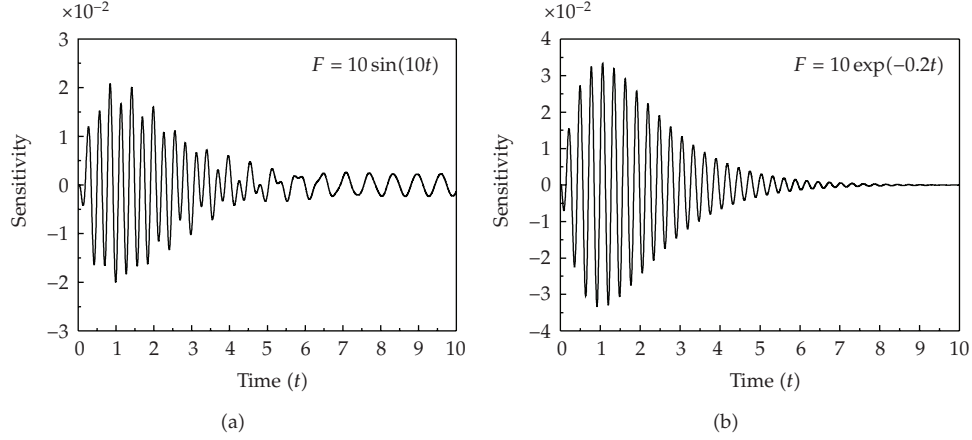 ×10⁻²
3
2
1
0
−1
−2
−3
Sensitivity
F = 10 sin(10t)
0 1 2 3 4 5 6 7 8 9 10
Time (t)
(a)
×10⁻²
4
3
2
1
0
−1
−2
−3
−4
Sensitivity
F = 10 exp(−0.2t)
0 1 2 3 4 5 6 7 8 9 10
Time (t)
(b)